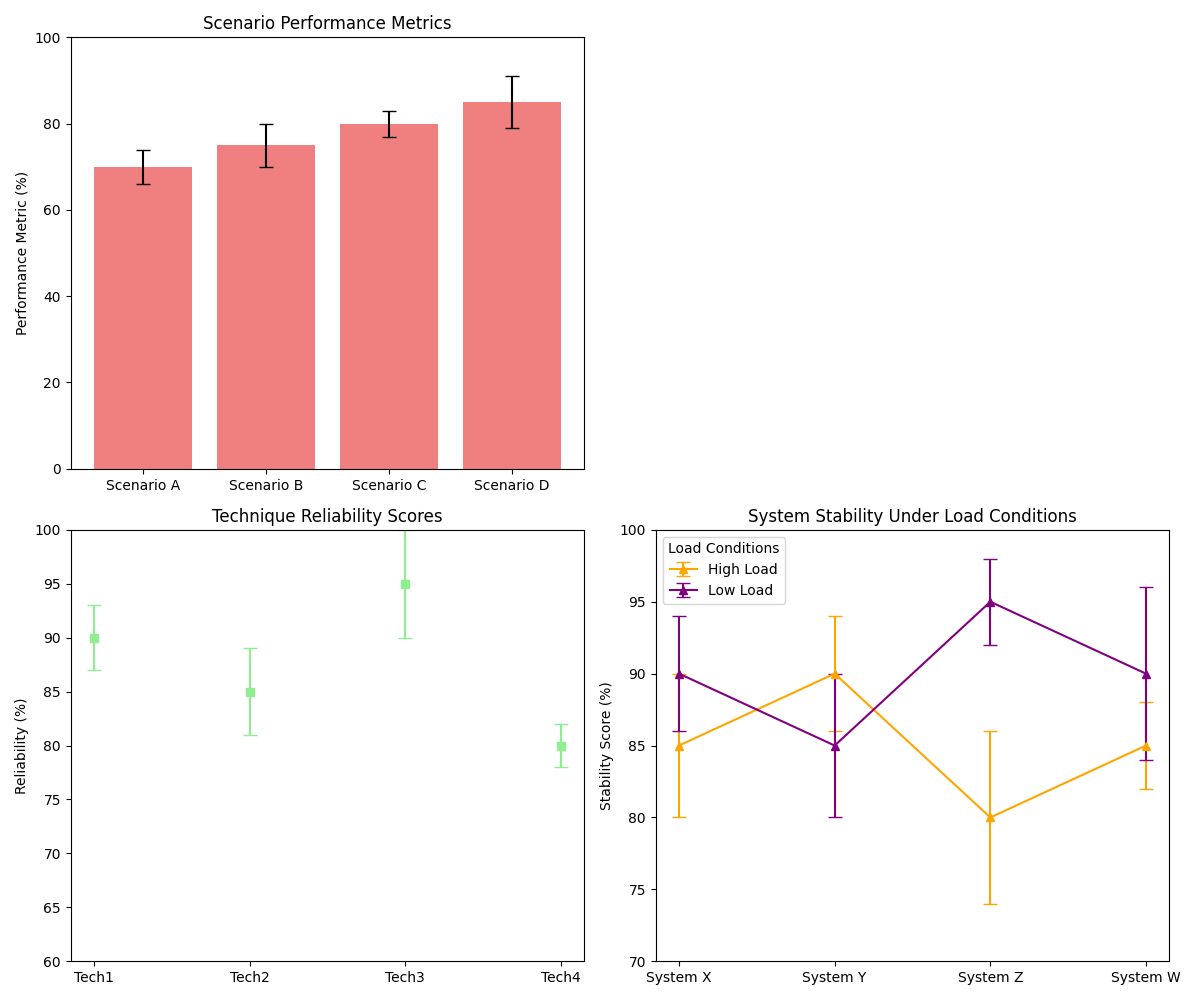 Scenario Performance Metrics
Performance Metric (%)
100
80
60
40
20
0
Scenario A
Scenario B
Scenario C
Scenario D
Technique Reliability Scores
Reliability (%)
100
95
90
85
80
75
70
65
60
Tech1
Tech2
Tech3
Tech4
System Stability Under Load Conditions
Stability Score (%)
100
95
90
85
80
75
70
Load Conditions
High Load
Low Load
System X
System Y
System Z
System W